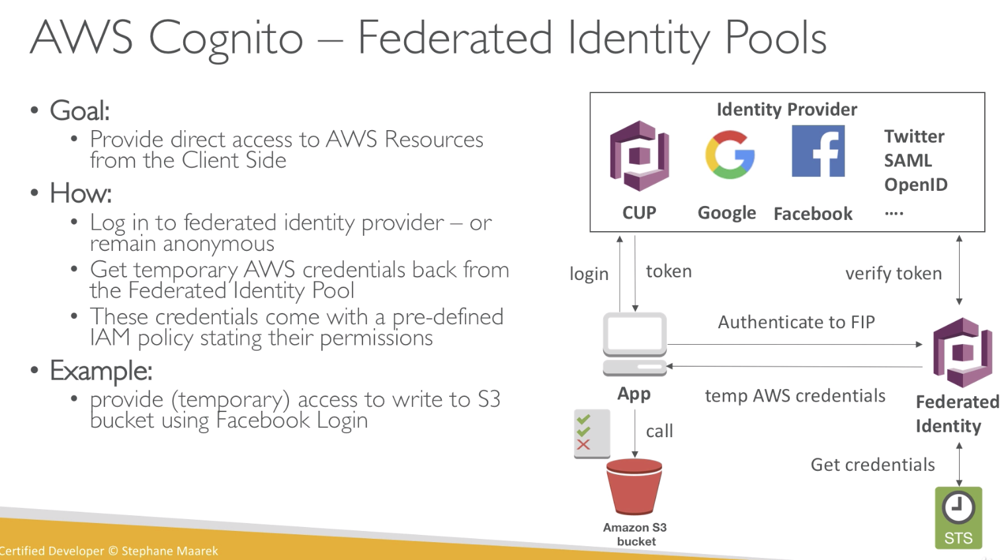 AWS Cognito – Federated Identity Pools
• Goal:
• Provide direct access to AWS Resources
from the Client Side
• How:
• Log in to federated identity provider – or
remain anonymous
• Get temporary AWS credentials back from
the Federated Identity Pool
• These credentials come with a pre-defined
IAM policy stating their permissions
• Example:
• provide (temporary) access to write to S3
bucket using Facebook Login
Identity Provider
CUP
Google
Facebook
Twitter
SAML
OpenID
....
login
token
verify token
Authenticate to FIP
temp AWS credentials
App
Federated
Identity
call
Get credentials
Amazon S3
bucket
STS
Certified Developer © Stephane Maarek